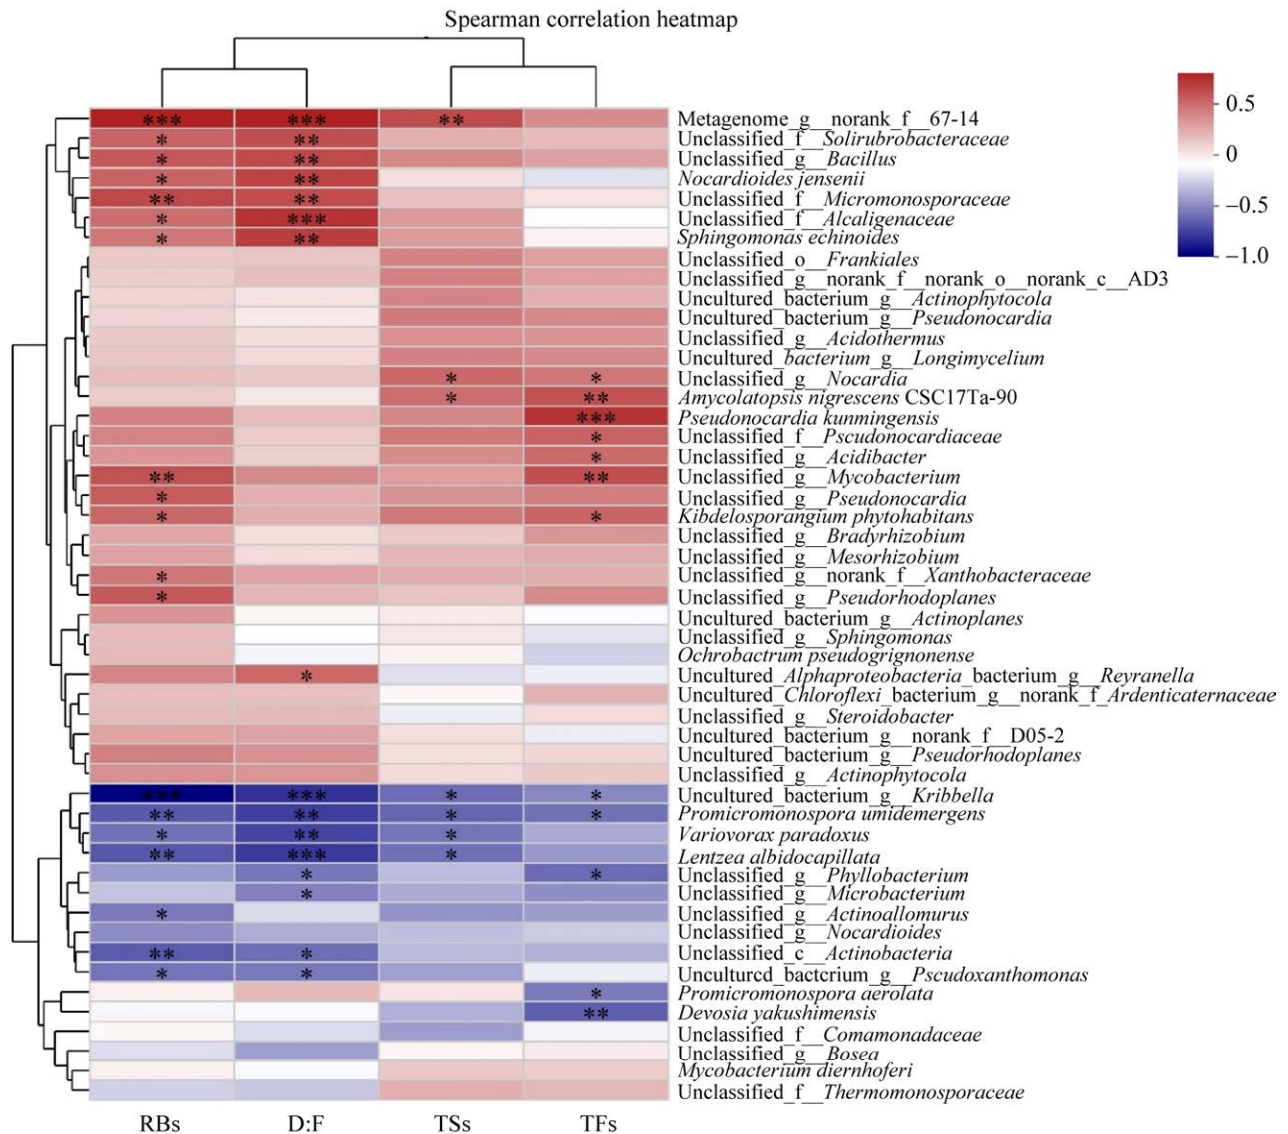 Spearman correlation heatmap
0.5
0
−0.5
−1.0
*** *** ** Metagenome_g__norank_f__67-14
* ** Unclassified_f__Solirubrobacteraceae
* ** Unclassified_g__Bacillus
* ** Nocardioides jensenii
** ** Unclassified_f__Micromonosporaceae
* *** Unclassified_f__Alcaligenaceae
* ** Sphingomonas echinoides
Unclassified_o__Frankiales
Unclassified_g__norank_f__norank_o__norank_c__AD3
Uncultured_bacterium_g__Actinophytocola
Uncultured_bacterium_g__Pseudonocardia
Unclassified_g__Acidothermus
Uncultured_bacterium_g__Longimycelium
* * Unclassified_g__Nocardia
* ** Amycolatopsis nigrescens CSC17Ta-90
*** Pseudonocardia kunmingensis
* Unclassified_f__Pscudonocardiaceae
* Unclassified_g__Acidibacter
** ** Unclassified_g__Mycobacterium
* Unclassified_g__Pseudonocardia
* * Kibdelosporangium phytohabitans
Unclassified_g__Bradyrhizobium
Unclassified_g__Mesorhizobium
* Unclassified_g__norank_f__Xanthobacteraceae
* Unclassified_g__Pseudorhodoplanes
Uncultured_bacterium_g__Actinoplanes
Unclassified_g__Sphingomonas
Ochrobactrum pseudogrignonense
* Uncultured_Alphaproteobacteria_bacterium_g__Reyranella
Uncultured_Chloroflexi_bacterium_g__norank_f_Ardenticaternaceae
Unclassified_g__Steroidobacter
Uncultured_bacterium_g__norank_f__D05-2
Uncultured_bacterium_g__Pseudorhodoplanes
Unclassified_g__Actinophytocola
*** *** * * Uncultured_bacterium_g__Kribbella
** ** * * Promicromonospora umidemergens
* ** * Variovorax paradoxus
** *** * Lentzea albidocapillata
* * Unclassified_g__Phyllobacterium
* Unclassified_g__Microbacterium
* Unclassified_g__Actinoallomurus
Unclassified_g__Nocardioides
** * Unclassified_c__Actinobacteria
* * Unculturcd_bactcrium_g__Pscudoxanthomonas
* Promicromonospora aerolata
** Devosia yakushimensis
Unclassified_f__Comamonadaceae
Unclassified_g__Bosea
Mycobacterium diernhoferi
Unclassified_f__Thermomonosporaceae
RBs D:F TSs TFs